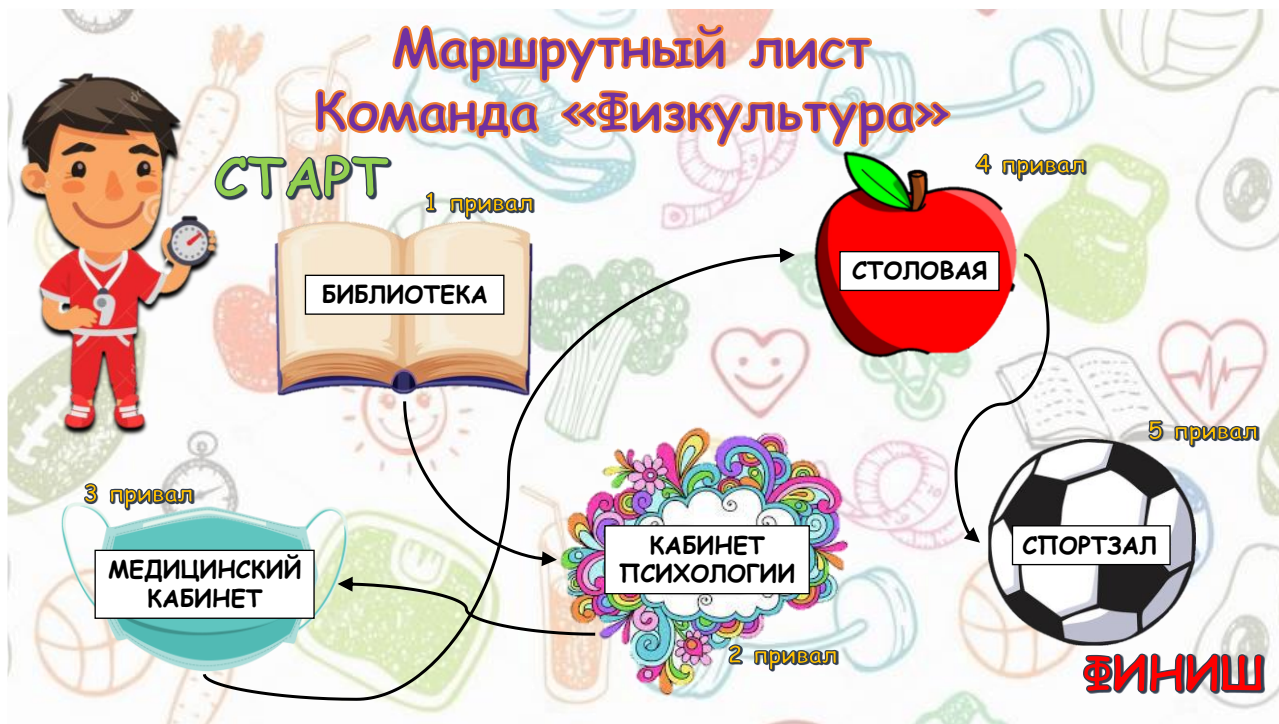 Маршрутный лист
Команда «Физкультура»
СТАРТ
1 привал
БИБЛИОТЕКА
4 привал
СТОЛОВАЯ
3 привал
МЕДИЦИНСКИЙ
КАБИНЕТ
КАБИНЕТ
ПСИХОЛОГИИ
2 привал
5 привал
СПОРТЗАЛ
ФИНИШ